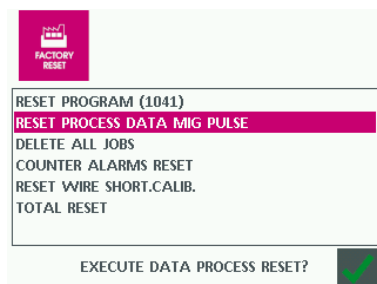 FACTORY
RESET
RESET PROGRAM (1041)
RESET PROCESS DATA MIG PULSE
DELETE ALL JOBS
COUNTER ALARMS RESET
RESET WIRE SHORT.CALIB.
TOTAL RESET
EXECUTE DATA PROCESS RESET?